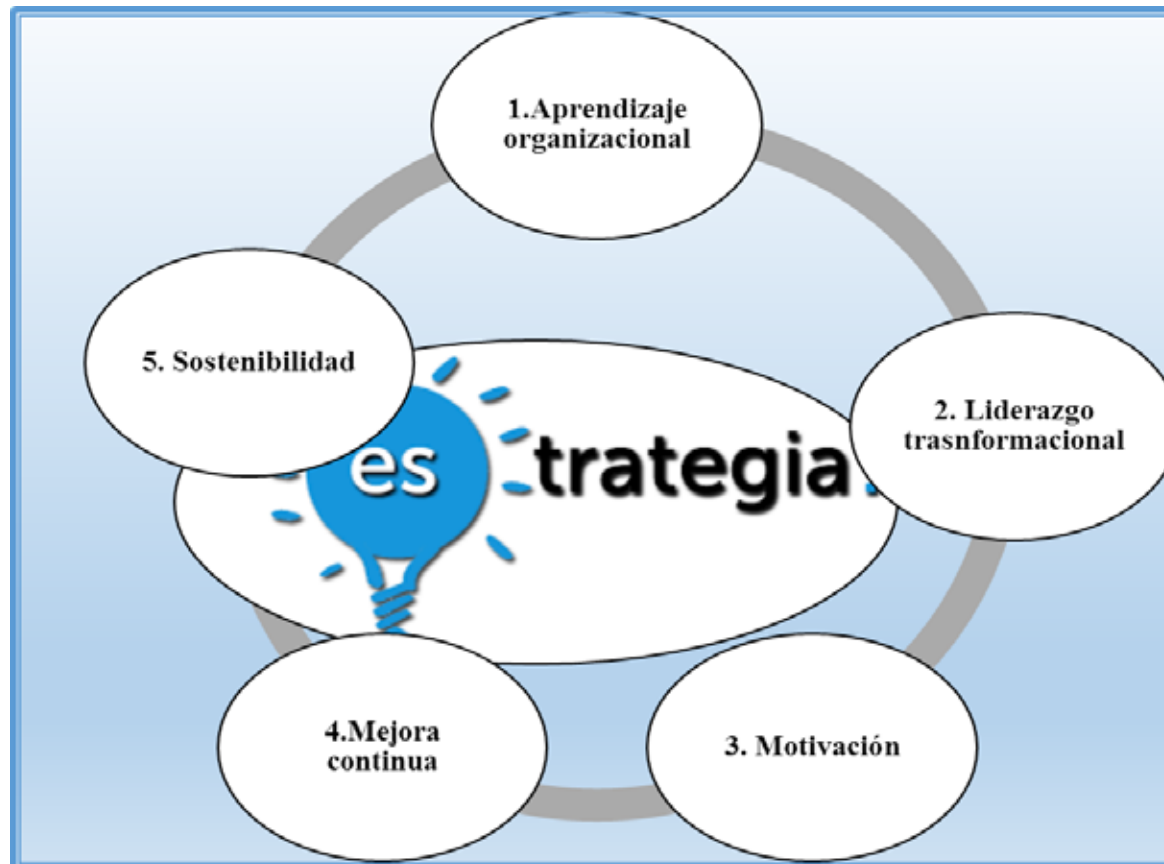 1.Aprendizaje
organizacional
2. Liderazgo
trasnformacional
3. Motivación
4.Mejora
continua
5. Sostenibilidad
es trategia.